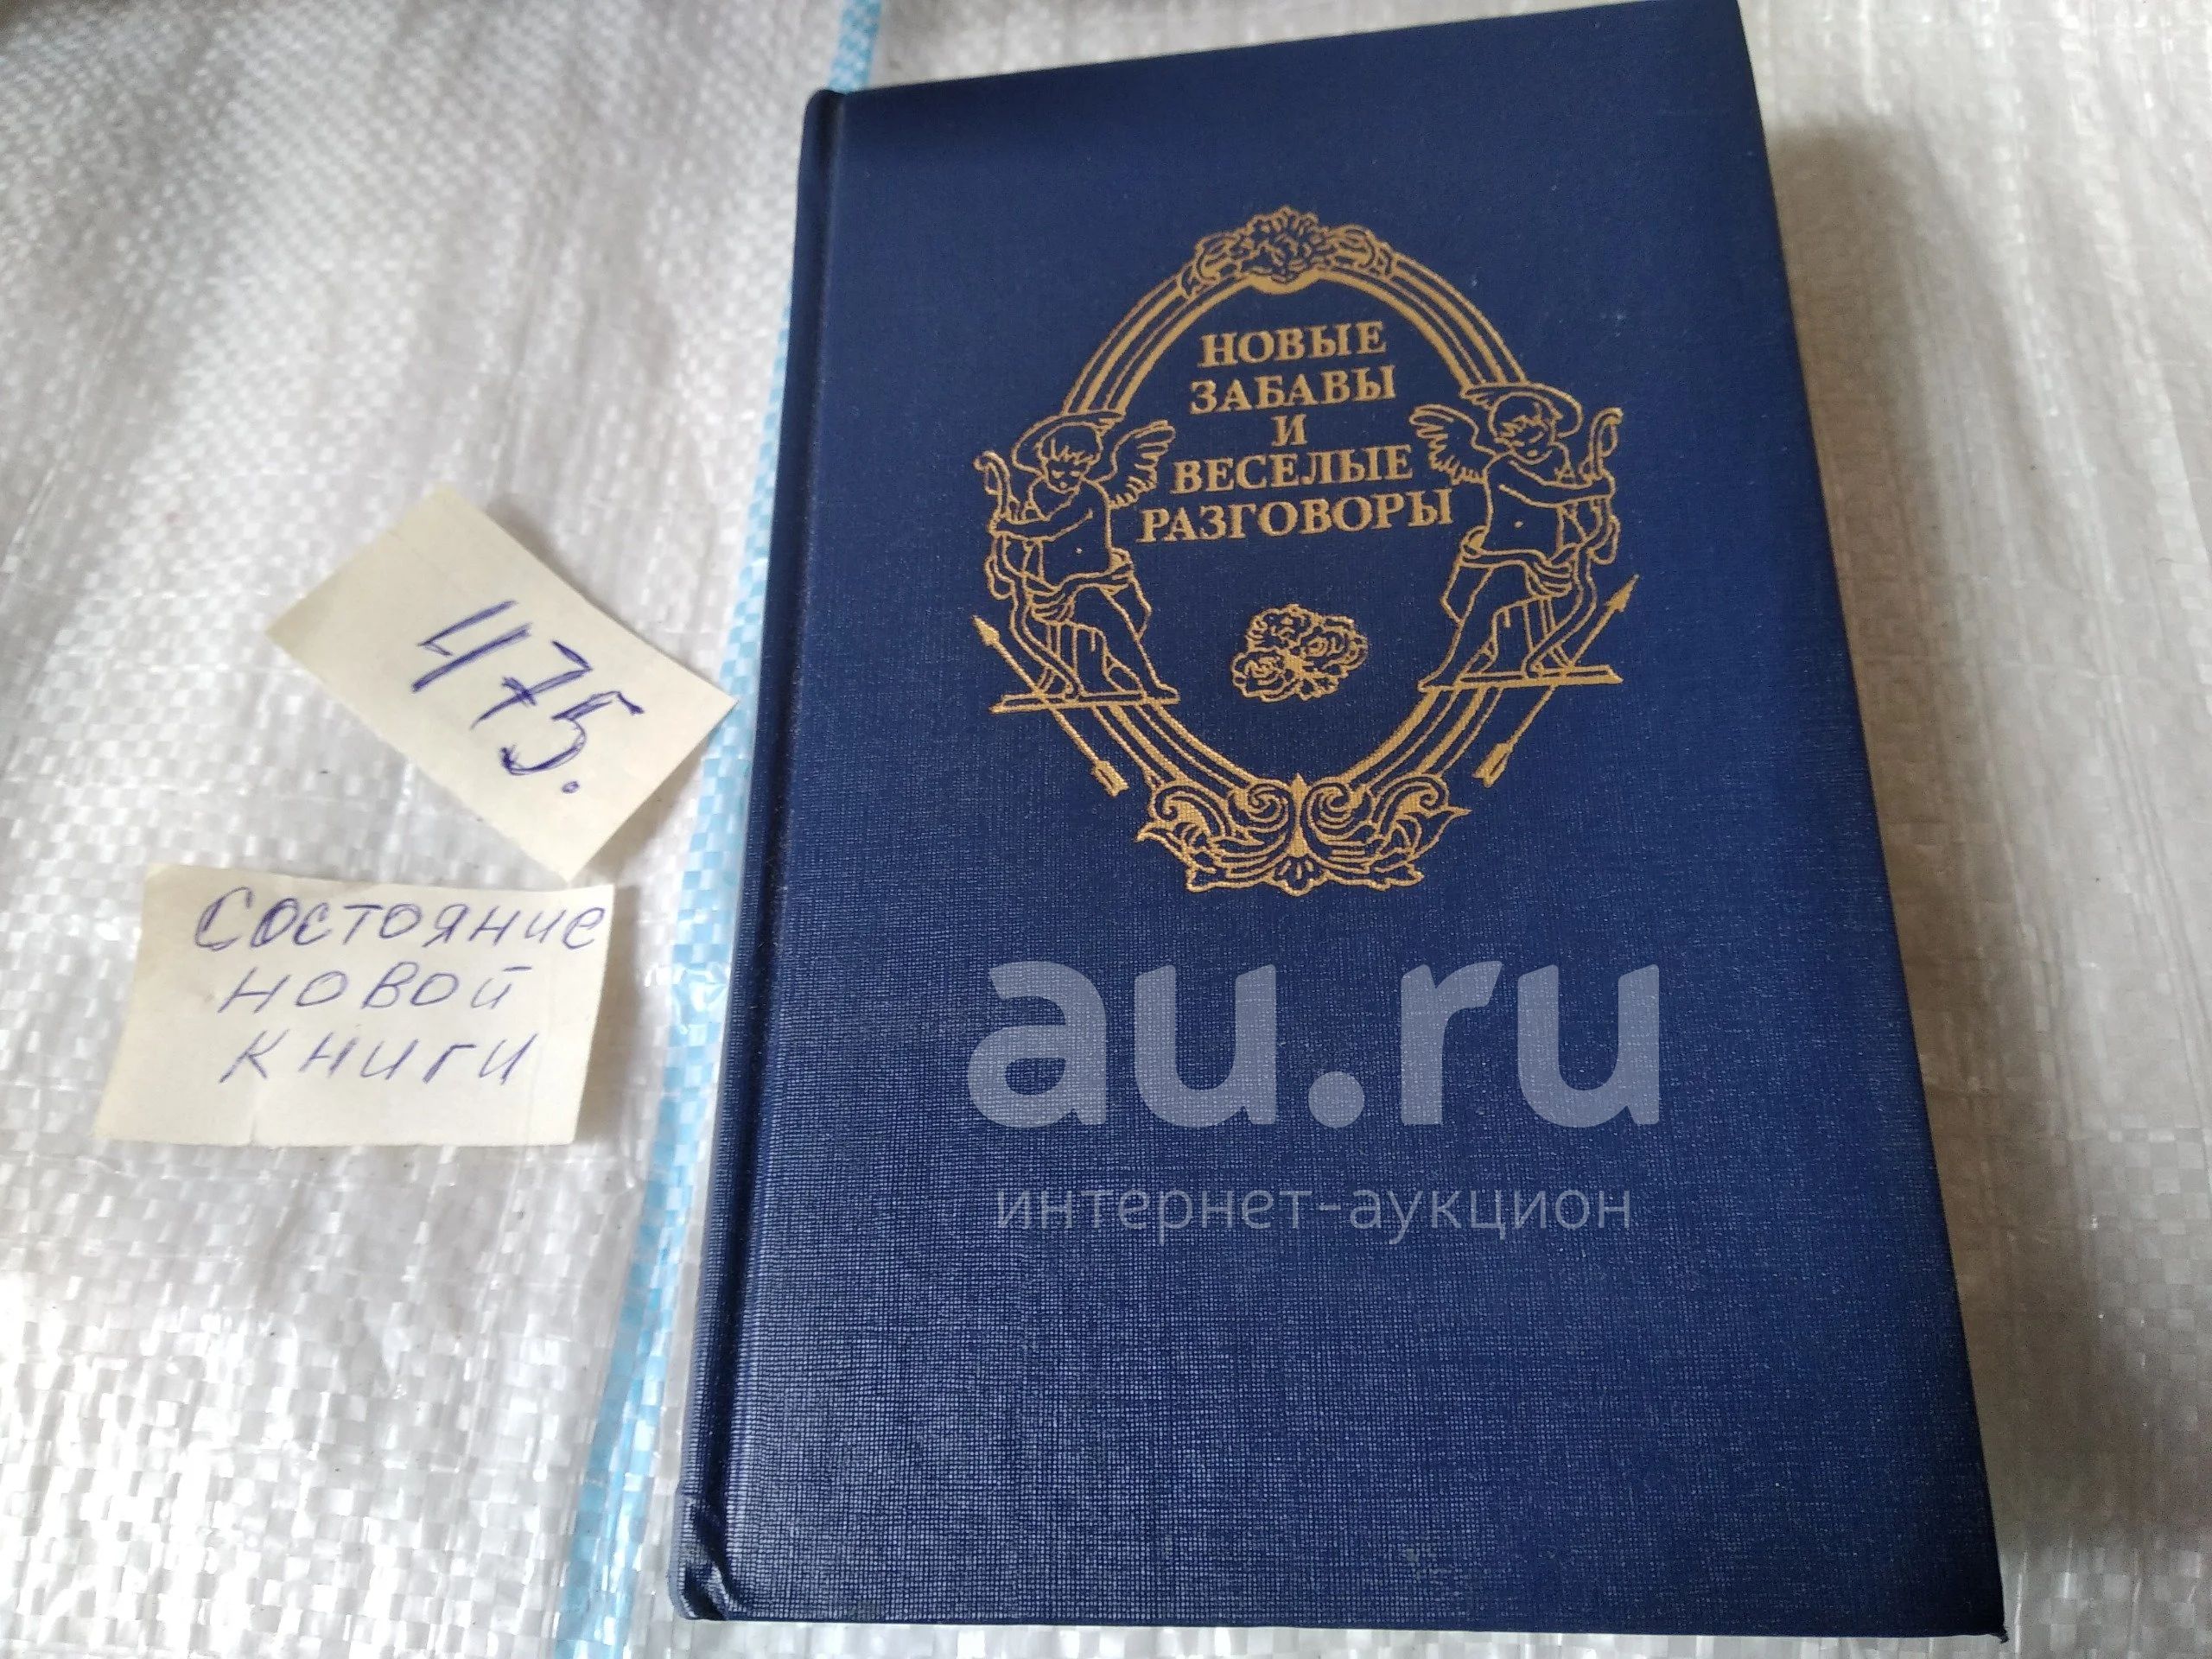 НОВЫЕ
ЗАБАВЫ
И
ВЕСЕЛЫЕ
РАЗГОВОРЫ
475.
состояние
новой
книги
au.ru
интернет-аукцион